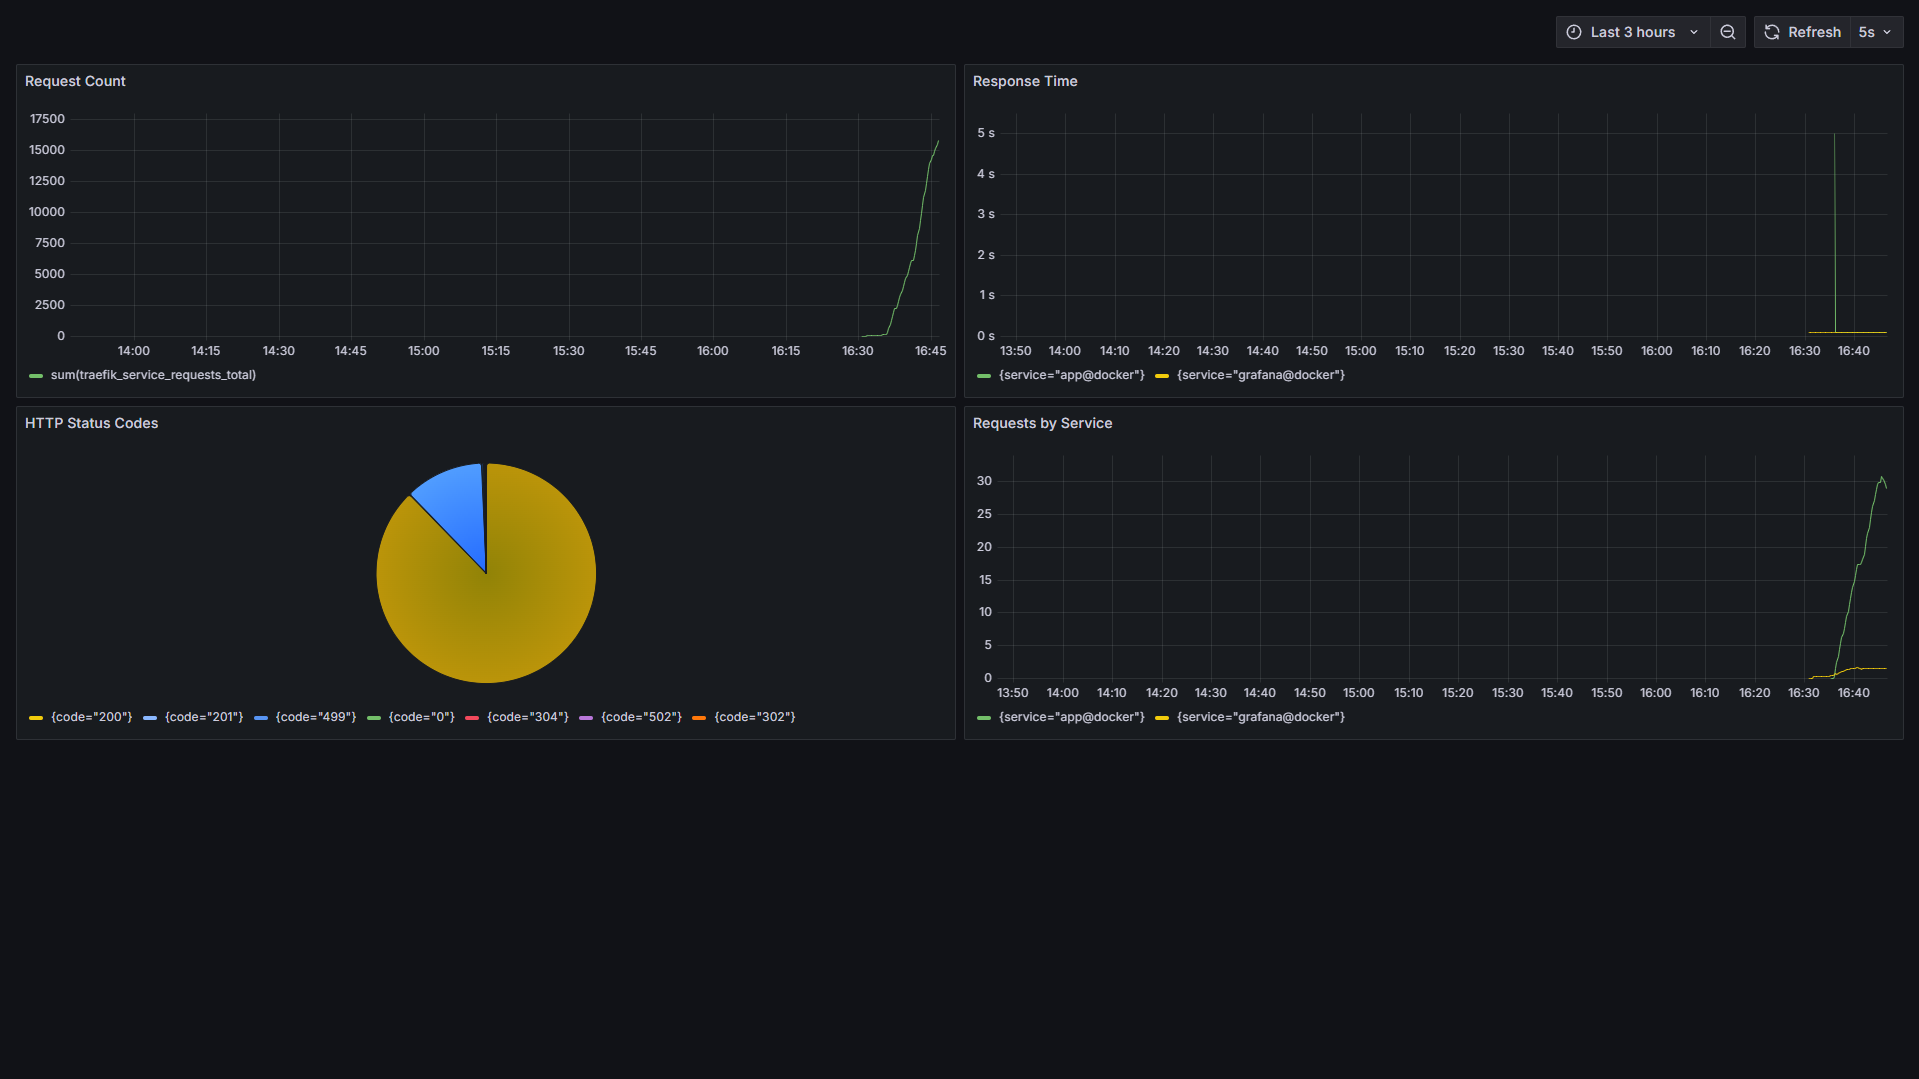 Last 3 hours Refresh 5s
Request Count
17500
15000
12500
10000
7500
5000
2500
0
14:00 14:15 14:30 14:45 15:00 15:15 15:30 15:45 16:00 16:15 16:30 16:45
sum(traefik_service_requests_total)
Response Time
5 s
4 s
3 s
2 s
1 s
0 s
13:50 14:00 14:10 14:20 14:30 14:40 14:50 15:00 15:10 15:20 15:30 15:40 15:50 16:00 16:10 16:20 16:30 16:40
{service="app@docker"} {service="grafana@docker"}
HTTP Status Codes
{code="200"} {code="201"} {code="499"} {code="0"} {code="304"} {code="502"} {code="302"}
Requests by Service
30
25
20
15
10
5
0
13:50 14:00 14:10 14:20 14:30 14:40 14:50 15:00 15:10 15:20 15:30 15:40 15:50 16:00 16:10 16:20 16:30 16:40
{service="app@docker"} {service="grafana@docker"}